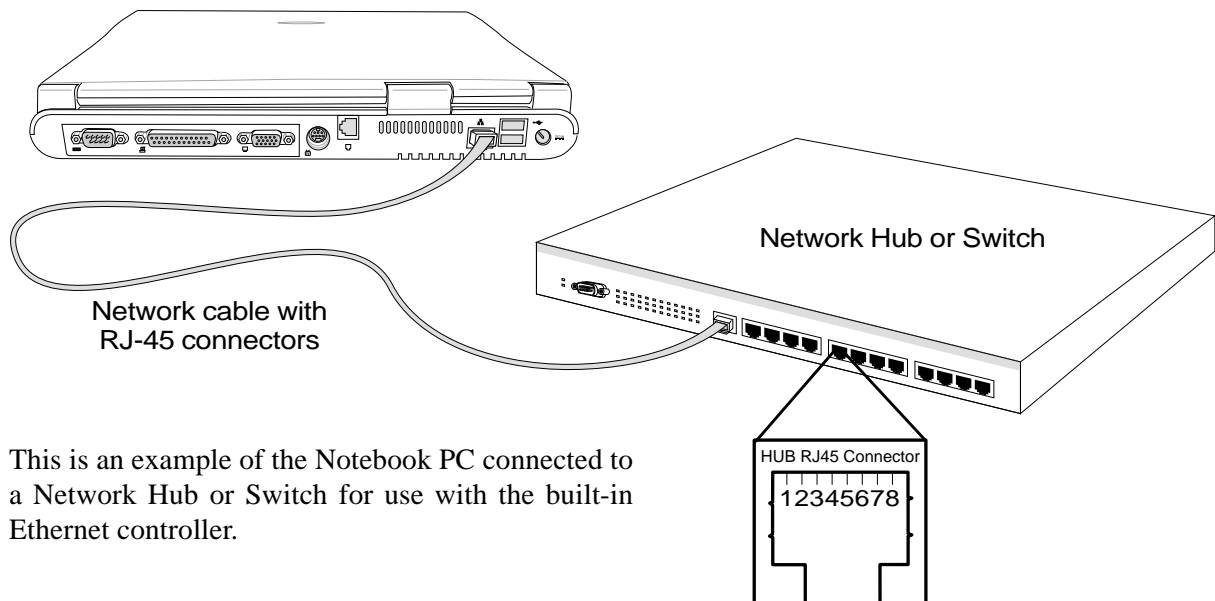 Network Hub or Switch
Network cable with
RJ-45 connectors
This is an example of the Notebook PC connected to
a Network Hub or Switch for use with the built-in
Ethernet controller.
HUB RJ45 Connector
12345678